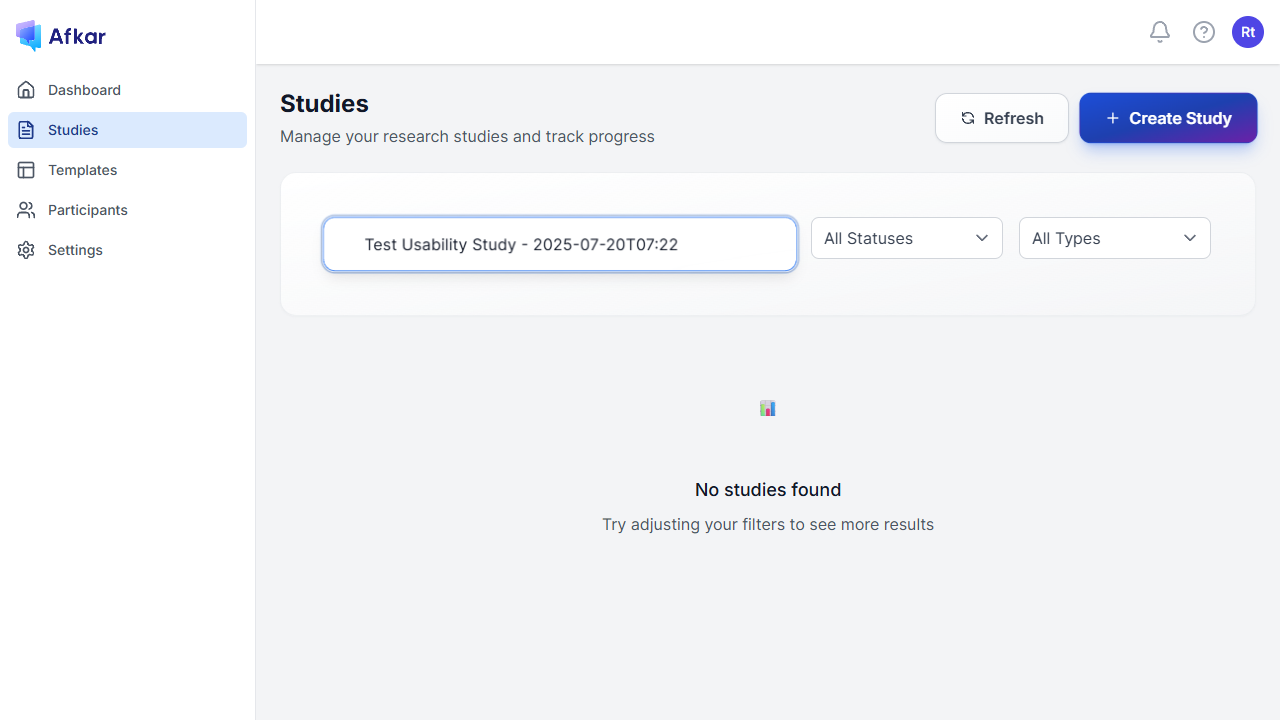 Afkar
Rt
Dashboard
Studies
Templates
Participants
Settings
Studies
Manage your research studies and track progress
Refresh
Create Study
Test Usability Study - 2025-07-20T07:22
All Statuses
All Types
No studies found
Try adjusting your filters to see more results